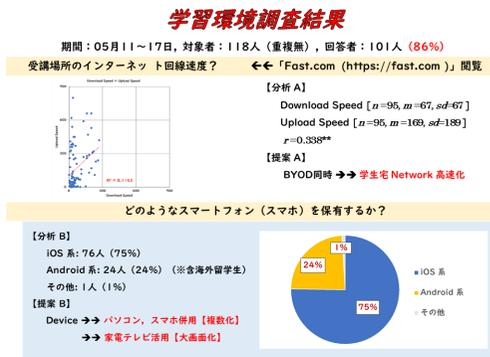 学習環境調査結果
期間：05月11～17日, 対象者：118人（重複無）, 回答者：101人（86%）
受講場所のインターネット回線速度？
←←「Fast.com (https://fast.com )」閲覧
Download Speed × Upload Speed
Upload Speed
Download Speed
【分析 A】
Download Speed [ n =95, m =67, sd=67 ]
Upload Speed [ n =95, m =169, sd=189 ]
r =0.338**
【提案 A】
BYOD同時 ➔➔ 学生宅 Network 高速化
どのようなスマートフォン（スマホ）を保有するか？
【分析 B】
iOS 系: 76人（75%）
Android 系: 24人（24%）（※含海外留学生）
その他: 1人（1%）
【提案 B】
Device ➔➔ パソコン，スマホ併用【複数化】
➔➔ 家電テレビ活用【大画面化】
1%
24%
75%
iOS 系
Android 系
その他